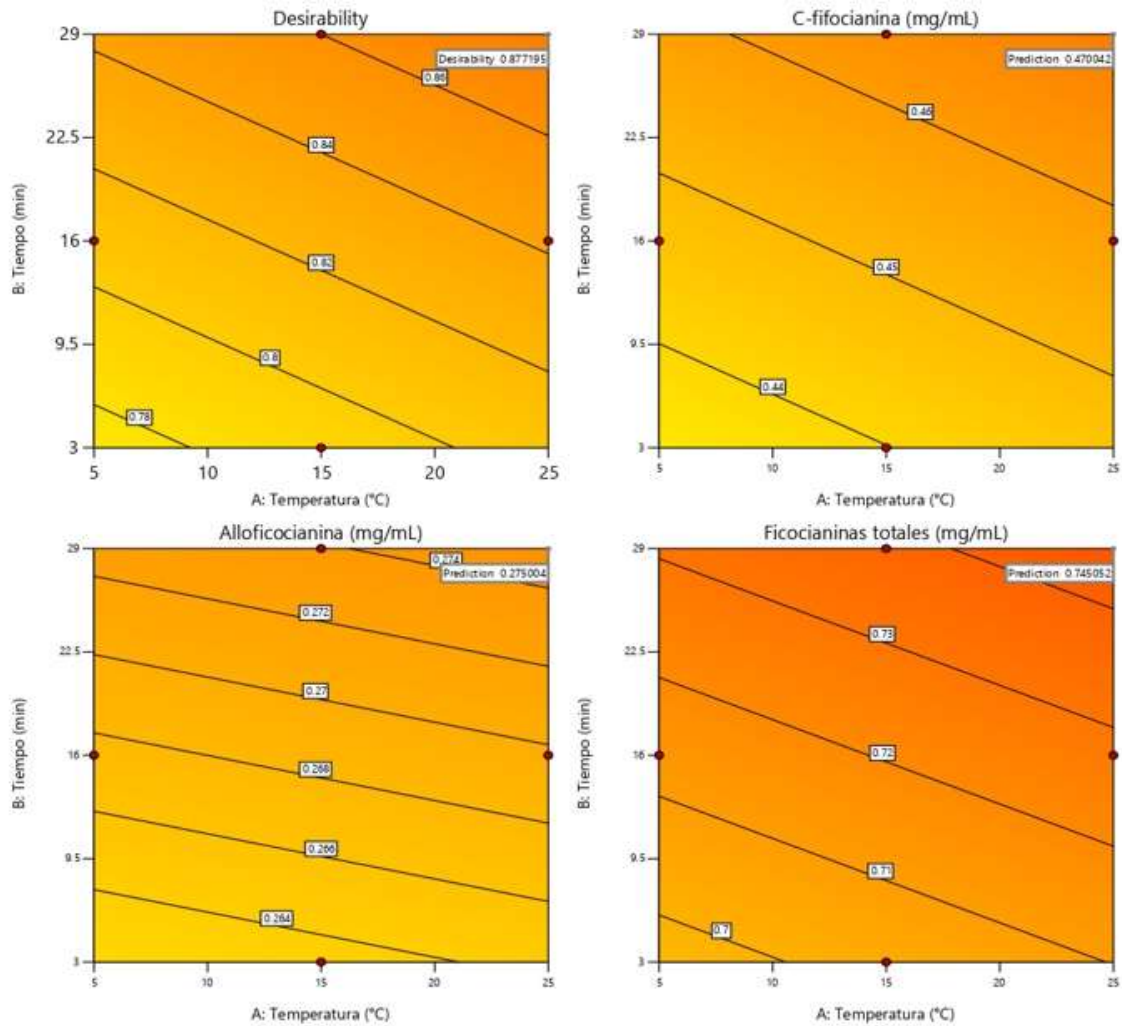 Desirability
29
22.5
16
9.5
3
B: Tiempo (min)
Desirability 0.877195
0.86
0.84
0.82
0.8
0.78
5 10 15 20 25
A: Temperatura (°C)
C-fifocianina (mg/mL)
29
22.5
16
9.5
3
B: Tiempo (min)
Prediction 0.470042
0.46
0.45
0.44
5 10 15 20 25
A: Temperatura (°C)
Alloficocianina (mg/mL)
29
22.5
16
9.5
3
B: Tiempo (min)
0.274
Prediction 0.275004
0.272
0.27
0.268
0.266
0.264
5 10 15 20 25
A: Temperatura (°C)
Ficocianinas totales (mg/mL)
29
22.5
16
9.5
3
B: Tiempo (min)
Prediction 0.745052
0.73
0.72
0.71
0.7
5 10 15 20 25
A: Temperatura (°C)